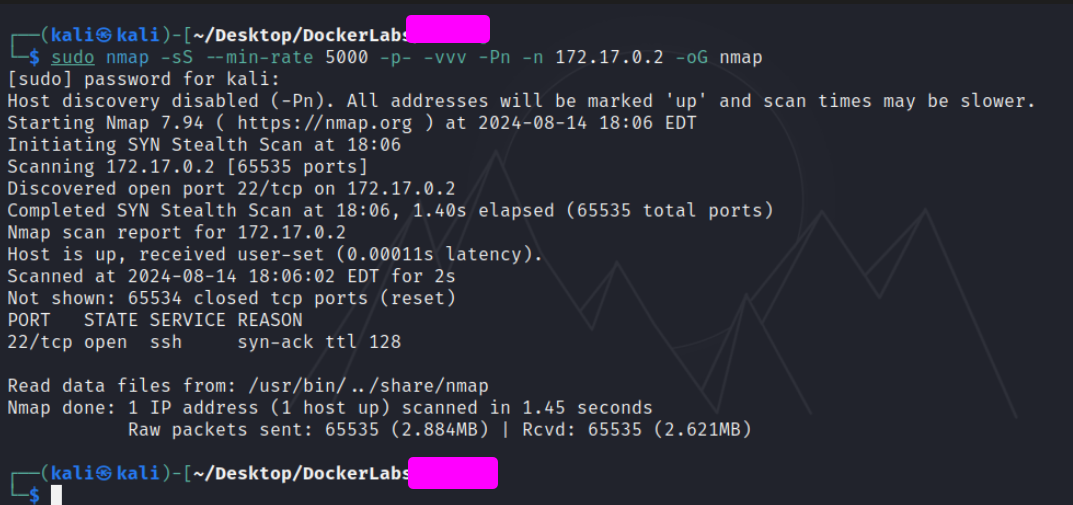 ┌──(kali㉿kali)-[~/Desktop/DockerLabs
└─$ sudo nmap -sS --min-rate 5000 -p- -vvv -Pn -n 172.17.0.2 -oG nmap
[sudo] password for kali:
Host discovery disabled (-Pn). All addresses will be marked 'up' and scan times may be slower.
Starting Nmap 7.94 ( https://nmap.org ) at 2024-08-14 18:06 EDT
Initiating SYN Stealth Scan at 18:06
Scanning 172.17.0.2 [65535 ports]
Discovered open port 22/tcp on 172.17.0.2
Completed SYN Stealth Scan at 18:06, 1.40s elapsed (65535 total ports)
Nmap scan report for 172.17.0.2
Host is up, received user-set (0.00011s latency).
Scanned at 2024-08-14 18:06:02 EDT for 2s
Not shown: 65534 closed tcp ports (reset)
PORT   STATE SERVICE REASON
22/tcp open  ssh     syn-ack ttl 128
Read data files from: /usr/bin/../share/nmap
Nmap done: 1 IP address (1 host up) scanned in 1.45 seconds
           Raw packets sent: 65535 (2.884MB) | Rcvd: 65535 (2.621MB)
┌──(kali㉿kali)-[~/Desktop/DockerLabs
└─$